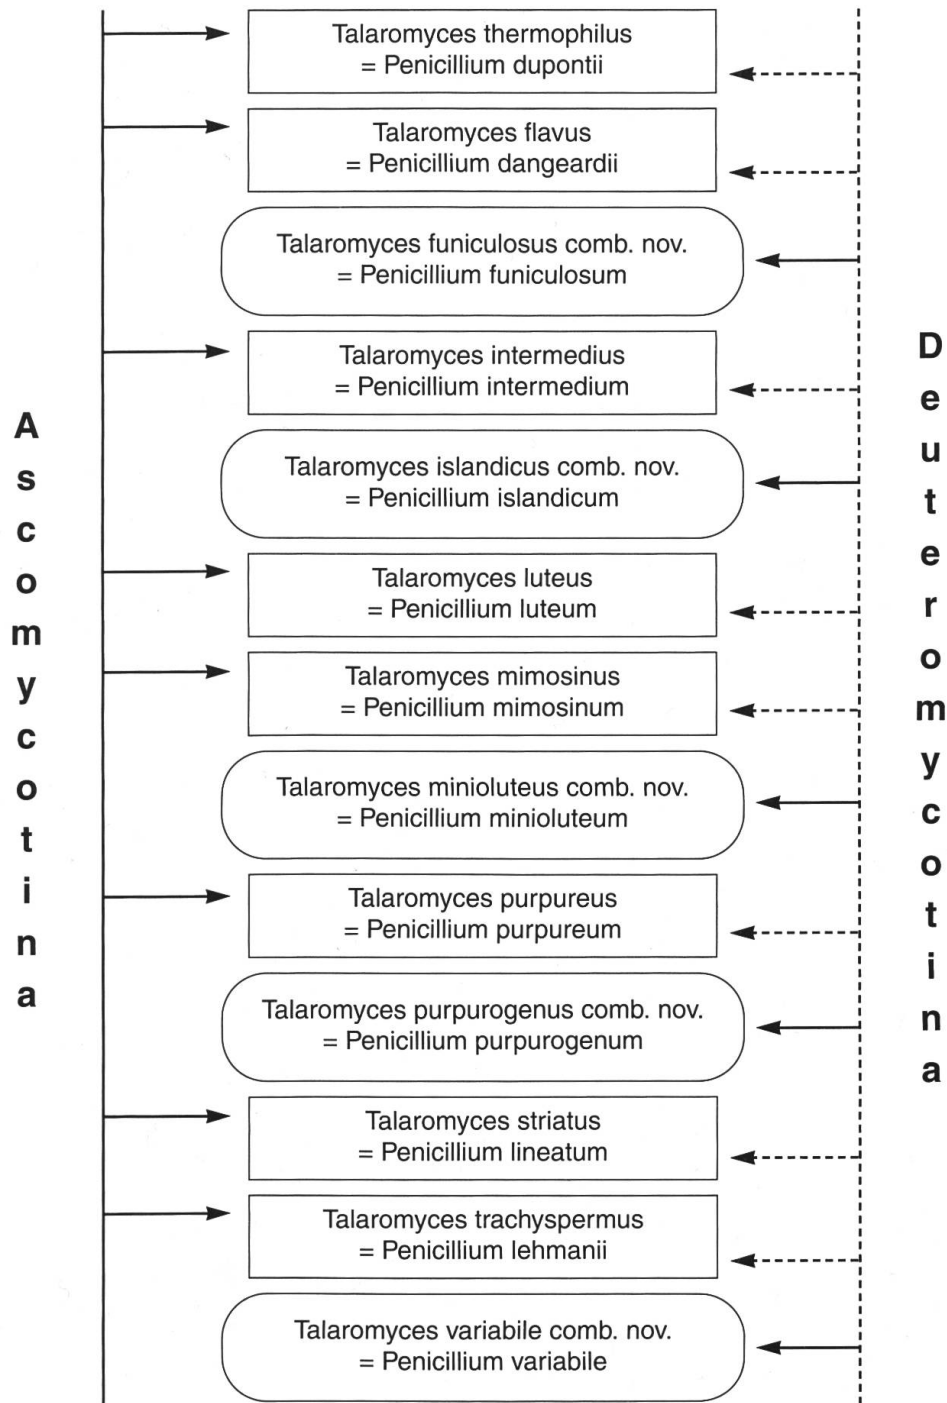 Talaromyces thermophilus
= Penicillium dupontii
Talaromyces flavus
= Penicillium dangeardii
Talaromyces funiculosus comb. nov.
= Penicillium funiculosum
Talaromyces intermedius
= Penicillium intermedium
Talaromyces islandicus comb. nov.
= Penicillium islandicum
Talaromyces luteus
= Penicillium luteum
Talaromyces mimosinus
= Penicillium mimosinum
Talaromyces minioluteus comb. nov.
= Penicillium minioluteum
Talaromyces purpureus
= Penicillium purpureum
Talaromyces purpurogenus comb. nov.
= Penicillium purpurogenum
Talaromyces striatus
= Penicillium lineatum
Talaromyces trachyspermus
= Penicillium lehmanii
Talaromyces variabile comb. nov.
= Penicillium variabile
Ascomycotina
Deuteromycotina